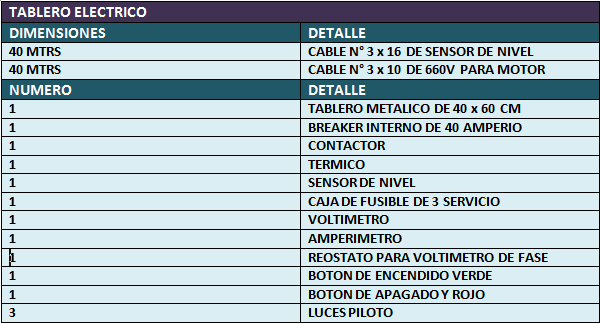 TABLERO ELECTRICO
DIMENSIONES DETALLE
40 MTRS CABLE N° 3 x 16 DE SENSOR DE NIVEL
40 MTRS CABLE N° 3 x 10 DE 660V PARA MOTOR
NUMERO DETALLE
1 TABLERO METALICO DE 40 x 60 CM
1 BREAKER INTERNO DE 40 AMPERIO
1 CONTACTOR
1 TERMICO
1 SENSOR DE NIVEL
1 CAJA DE FUSIBLE DE 3 SERVICIO
1 VOLTIMETRO
1 AMPERIMETRO
1 REOSTATO PARA VOLTIMETRO DE FASE
1 BOTON DE ENCENDIDO VERDE
1 BOTON DE APAGADO Y ROJO
3 LUCES PILOTO